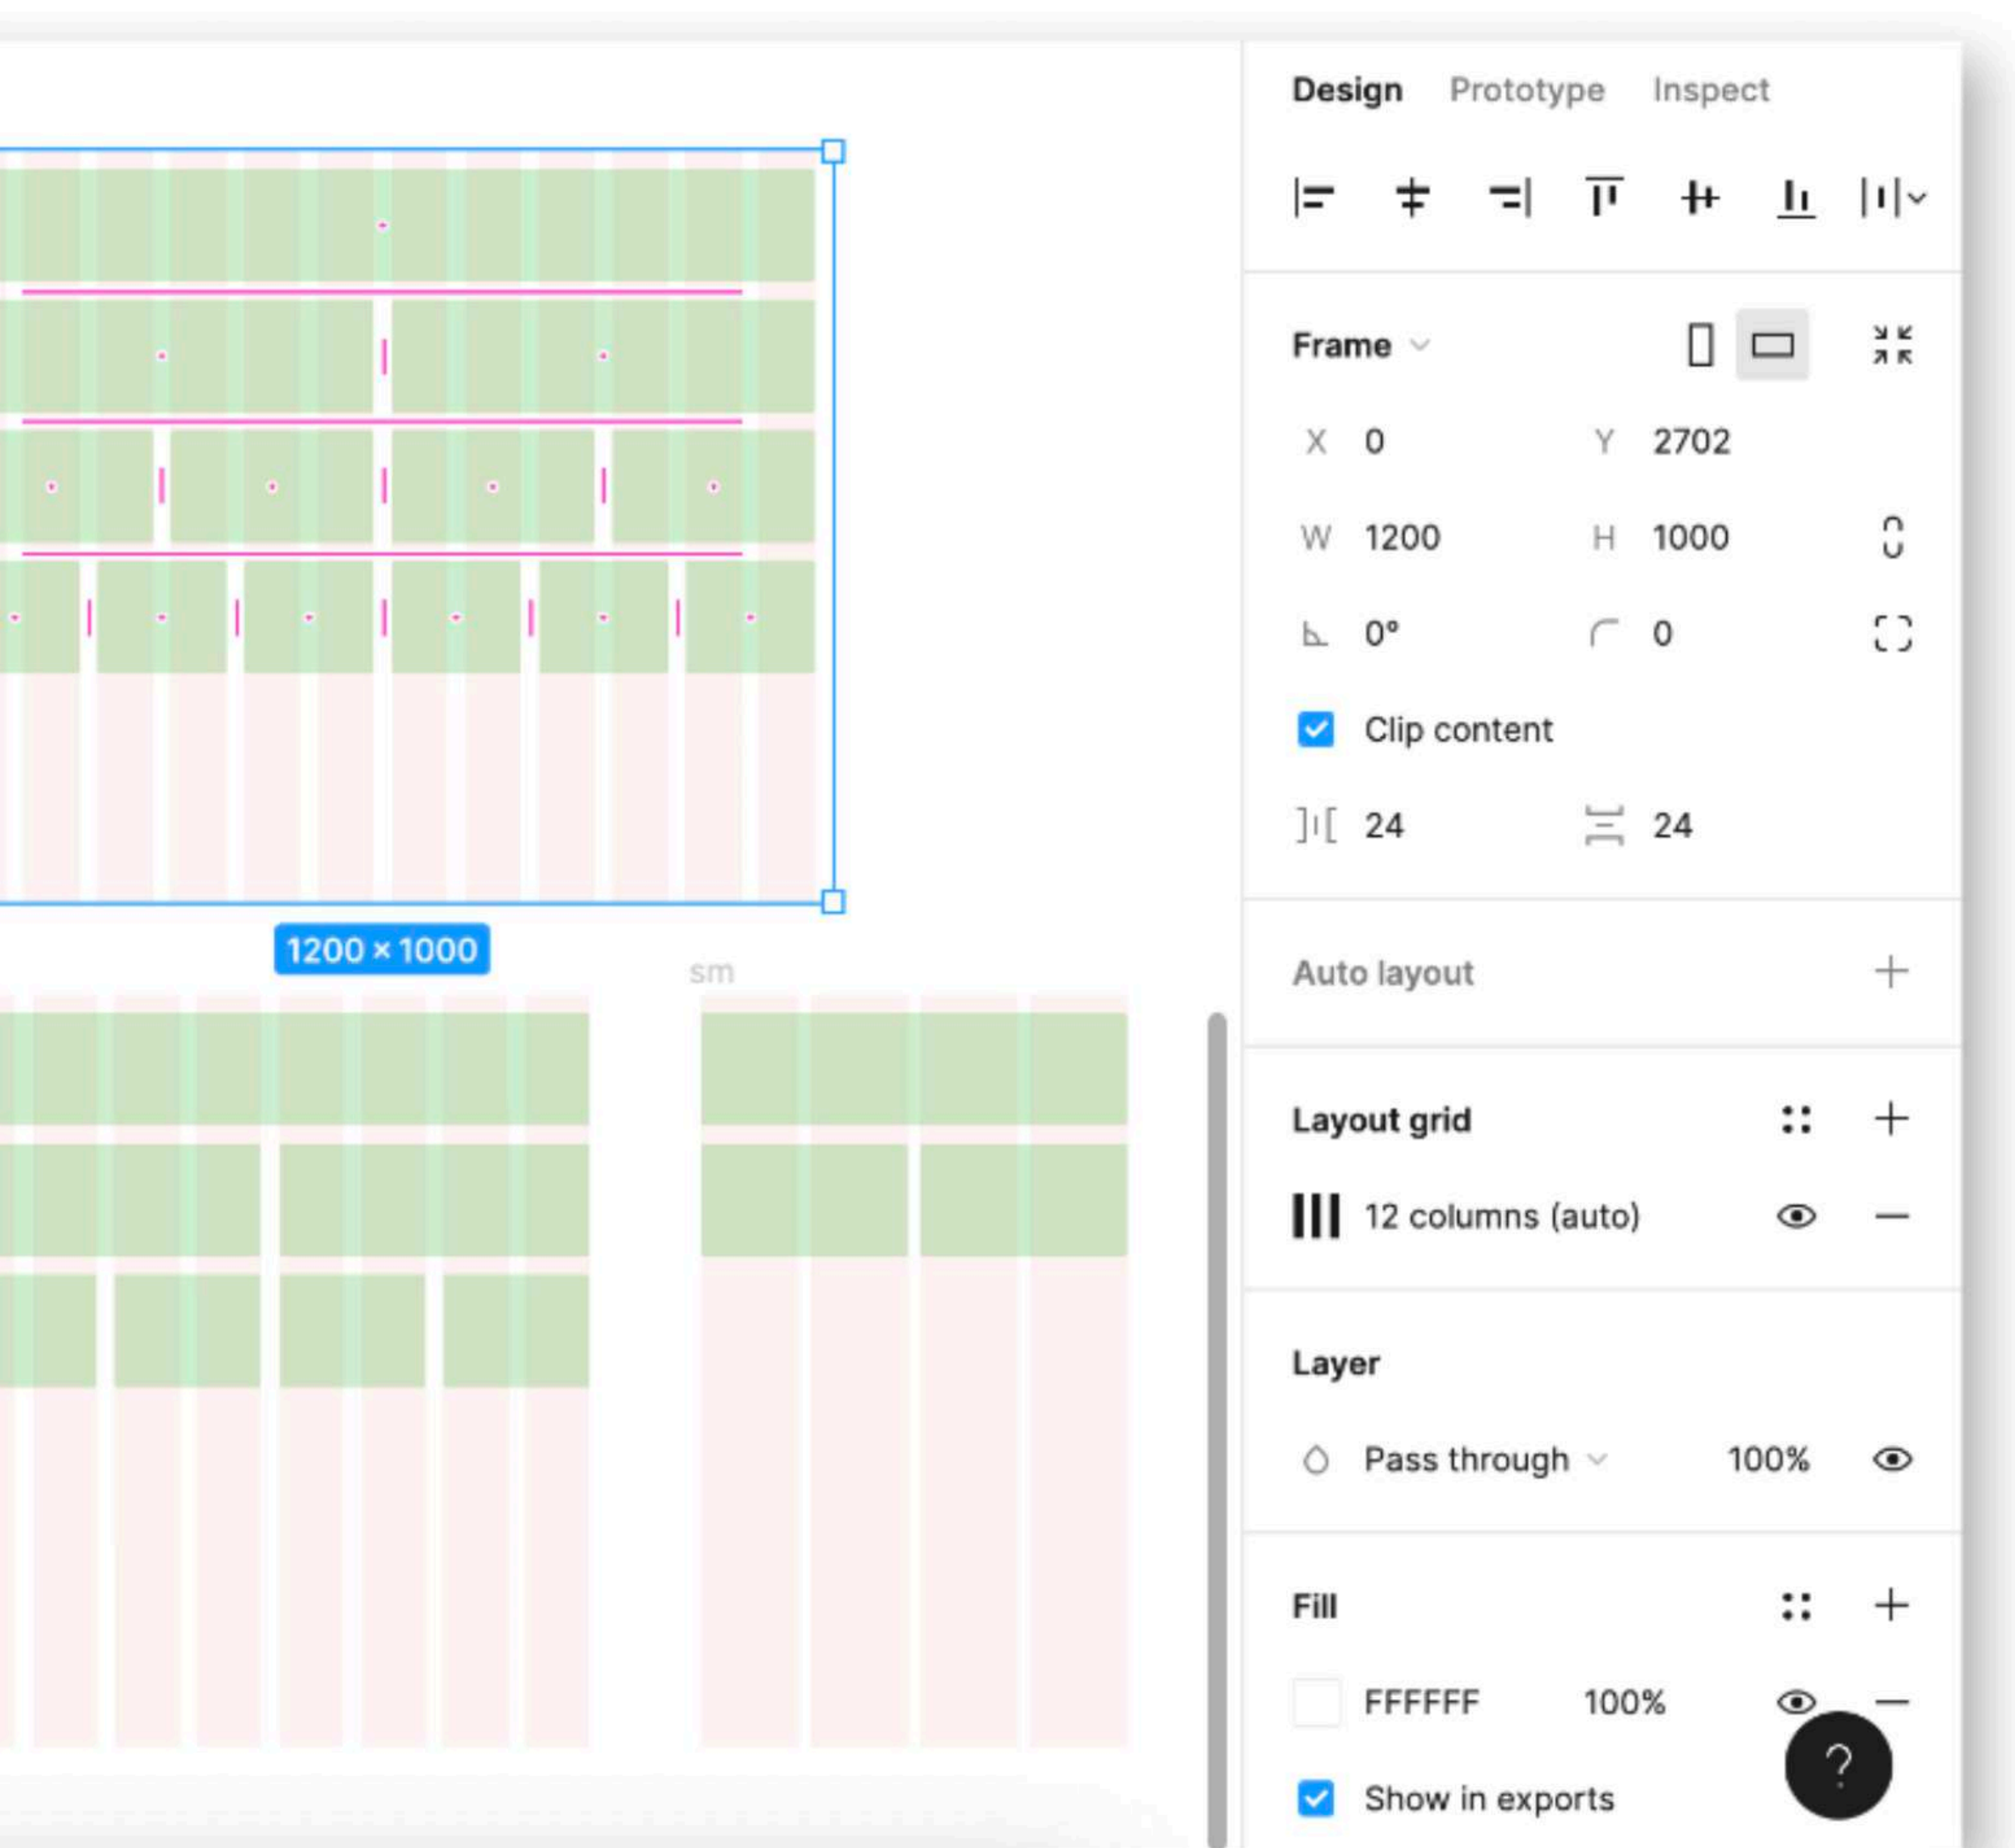 Design Prototype Inspect
Frame
X 0 Y 2702
W 1200 H 1000
0° 0
Clip content
24 24
1200 × 1000
sm
Auto layout
Layout grid
12 columns (auto)
Layer
Pass through 100%
Fill
FFFFFF 100%
?
Show in exports